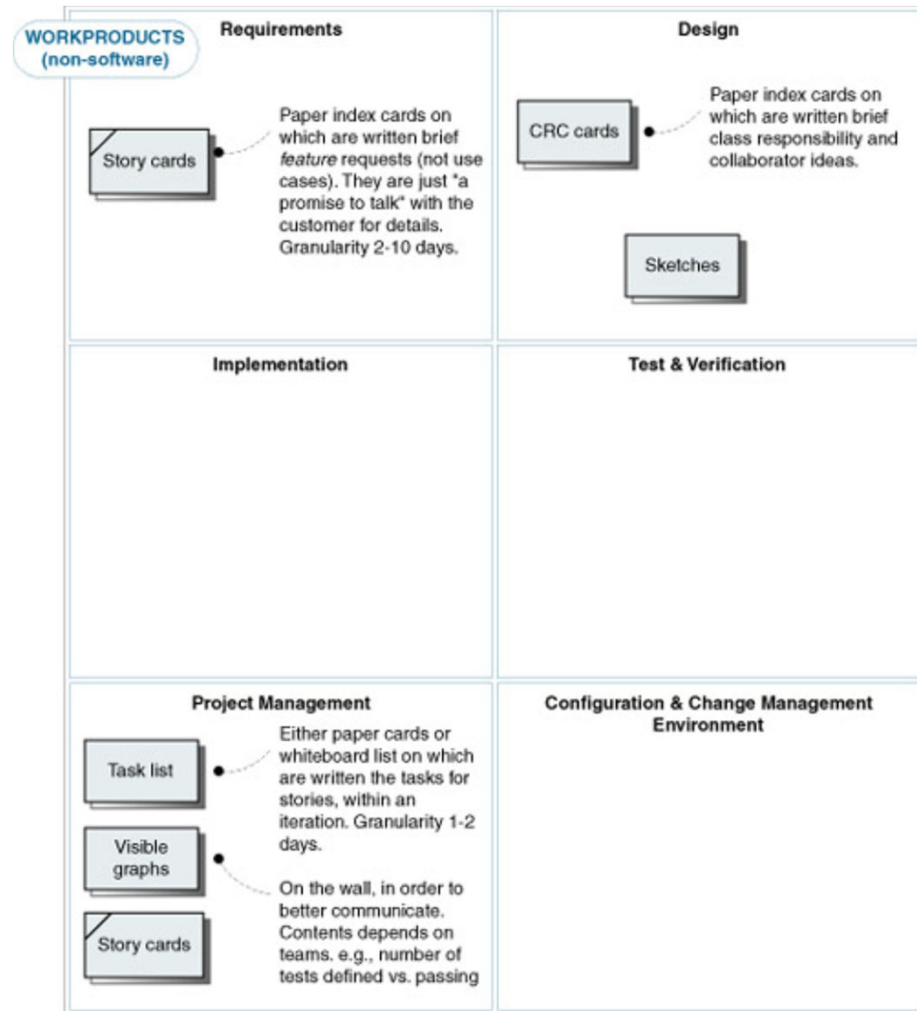 WORKPRODUCTS
(non-software)
Requirements
Story cards
Paper index cards on
which are written brief
feature requests (not use
cases). They are just "a
promise to talk" with the
customer for details.
Granularity 2-10 days.
Design
CRC cards
Paper index cards on
which are written brief
class responsibility and
collaborator ideas.
Sketches
Implementation
Test & Verification
Project Management
Task list
Either paper cards or
whiteboard list on which
are written the tasks for
stories, within an
iteration. Granularity 1-2
days.
Visible
graphs
On the wall, in order to
better communicate.
Contents depends on
teams. e.g., number of
tests defined vs. passing
Story cards
Configuration & Change Management
Environment